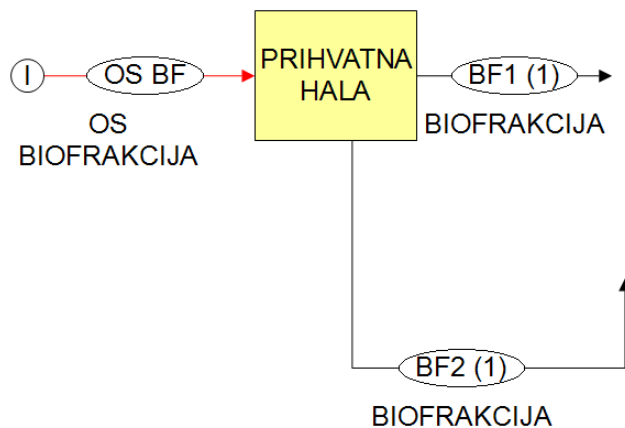 I
OS BF
OS
BIOFRAKCIJA
PRIHVATNA
HALA
BF1 (1)
BIOFRAKCIJA
BF2 (1)
BIOFRAKCIJA